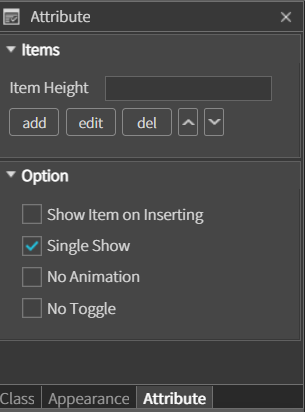 Attribute
Items
Item Height
add edit del
Option
Show Item on Inserting
Single Show
No Animation
No Toggle
Class Appearance Attribute